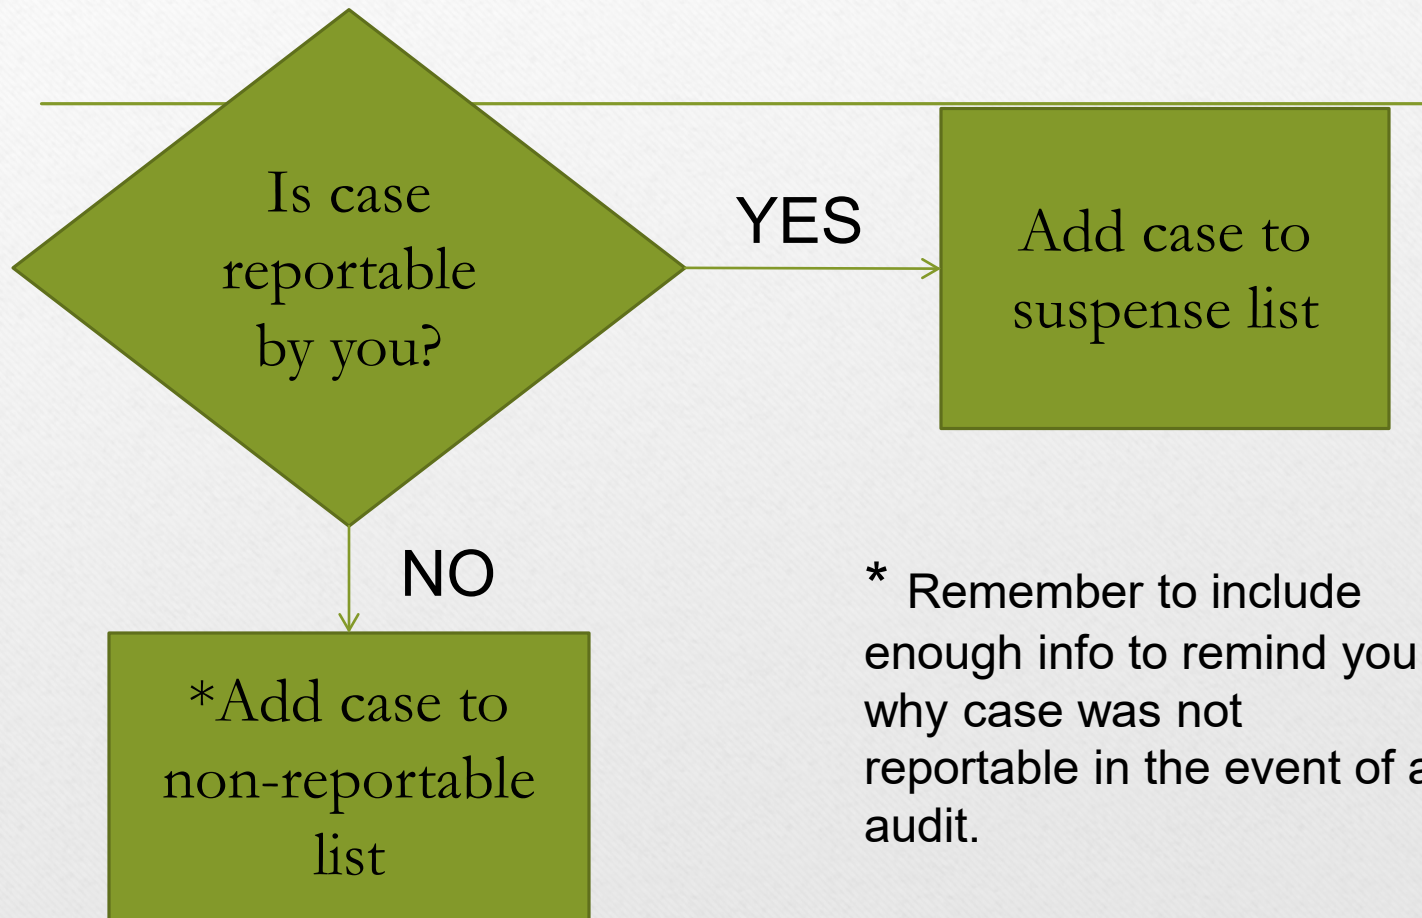 Is case
reportable
by you?
YES
Add case to
suspense list
NO
*Add case to
non-reportable
list
* Remember to include
enough info to remind you
why case was not
reportable in the event of a
audit.